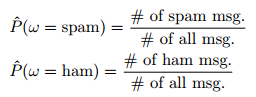 P̂(ω = spam) = # of spam msg. / # of all msg.
P̂(ω = ham) = # of ham msg. / # of all msg.